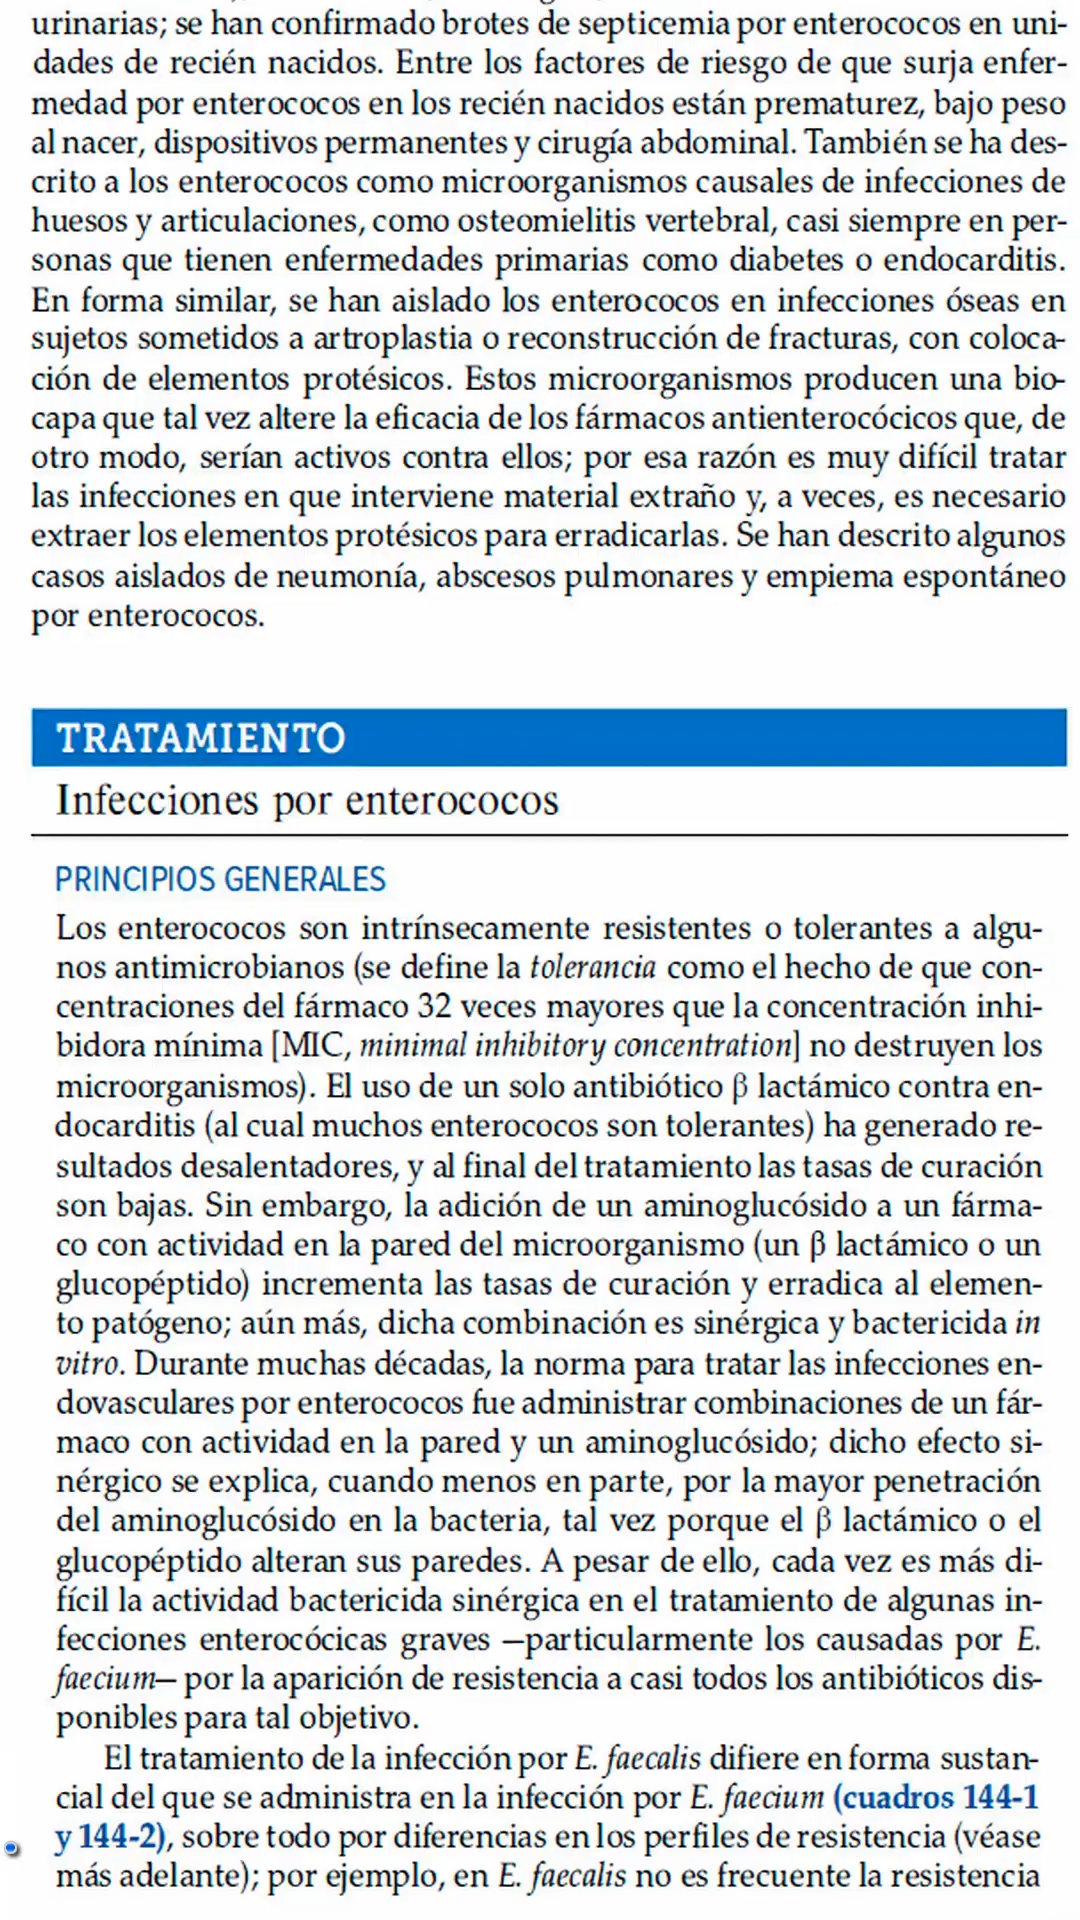 urinarias; se han confirmado brotes de septicemia por enterococos en uni-
dades de recién nacidos. Entre los factores de riesgo de que surja enfer-
medad por enterococos en los recién nacidos están prematurez, bajo peso
al nacer, dispositivos permanentes y cirugía abdominal. También se ha des-
crito a los enterococos como microorganismos causales de infecciones de
huesos y articulaciones, como osteomielitis vertebral, casi siempre en per-
sonas que tienen enfermedades primarias como diabetes o endocarditis.
En forma similar, se han aislado los enterococos en infecciones óseas en
sujetos sometidos a artroplastia o reconstrucción de fracturas, con coloca-
ción de elementos protésicos. Estos microorganismos producen una bio-
capa que tal vez altere la eficacia de los fármacos antienterocócicos que, de
otro modo, serían activos contra ellos; por esa razón es muy difícil tratar
las infecciones en que interviene material extraño y, a veces, es necesario
extraer los elementos protésicos para erradicarlas. Se han descrito algunos
casos aislados de neumonía, abscesos pulmonares y empiema espontáneo
por enterococos.
TRATAMIENTO
Infecciones por enterococos
PRINCIPIOS GENERALES
Los enterococos son intrínsecamente resistentes o tolerantes a algu-
nos antimicrobianos (se define la tolerancia como el hecho de que con-
centraciones del fármaco 32 veces mayores que la concentración inhi-
bidora mínima [MIC, minimal inhibitory concentration] no destruyen los
microorganismos). El uso de un solo antibiótico β lactámico contra en-
docarditis (al cual muchos enterococos son tolerantes) ha generado re-
sultados desalentadores, y al final del tratamiento las tasas de curación
son bajas. Sin embargo, la adición de un aminoglucósido a un fárma-
co con actividad en la pared del microorganismo (un β lactámico o un
glucopéptido) incrementa las tasas de curación y erradica al elemen-
to patógeno; aún más, dicha combinación es sinérgica y bactericida in
vitro. Durante muchas décadas, la norma para tratar las infecciones en-
dovasculares por enterococos fue administrar combinaciones de un fár-
maco con actividad en la pared y un aminoglucósido; dicho efecto si-
nérgico se explica, cuando menos en parte, por la mayor penetración
del aminoglucósido en la bacteria, tal vez porque el β lactámico o el
glucopéptido alteran sus paredes. A pesar de ello, cada vez es más di-
fícil la actividad bactericida sinérgica en el tratamiento de algunas in-
fecciones enterocócicas graves —particularmente los causadas por E.
faecium— por la aparición de resistencia a casi todos los antibióticos dis-
ponibles para tal objetivo.
El tratamiento de la infección por E. faecalis difiere en forma sustan-
cial del que se administra en la infección por E. faecium (cuadros 144-1
y 144-2), sobre todo por diferencias en los perfiles de resistencia (véase
más adelante); por ejemplo, en E. faecalis no es frecuente la resistencia